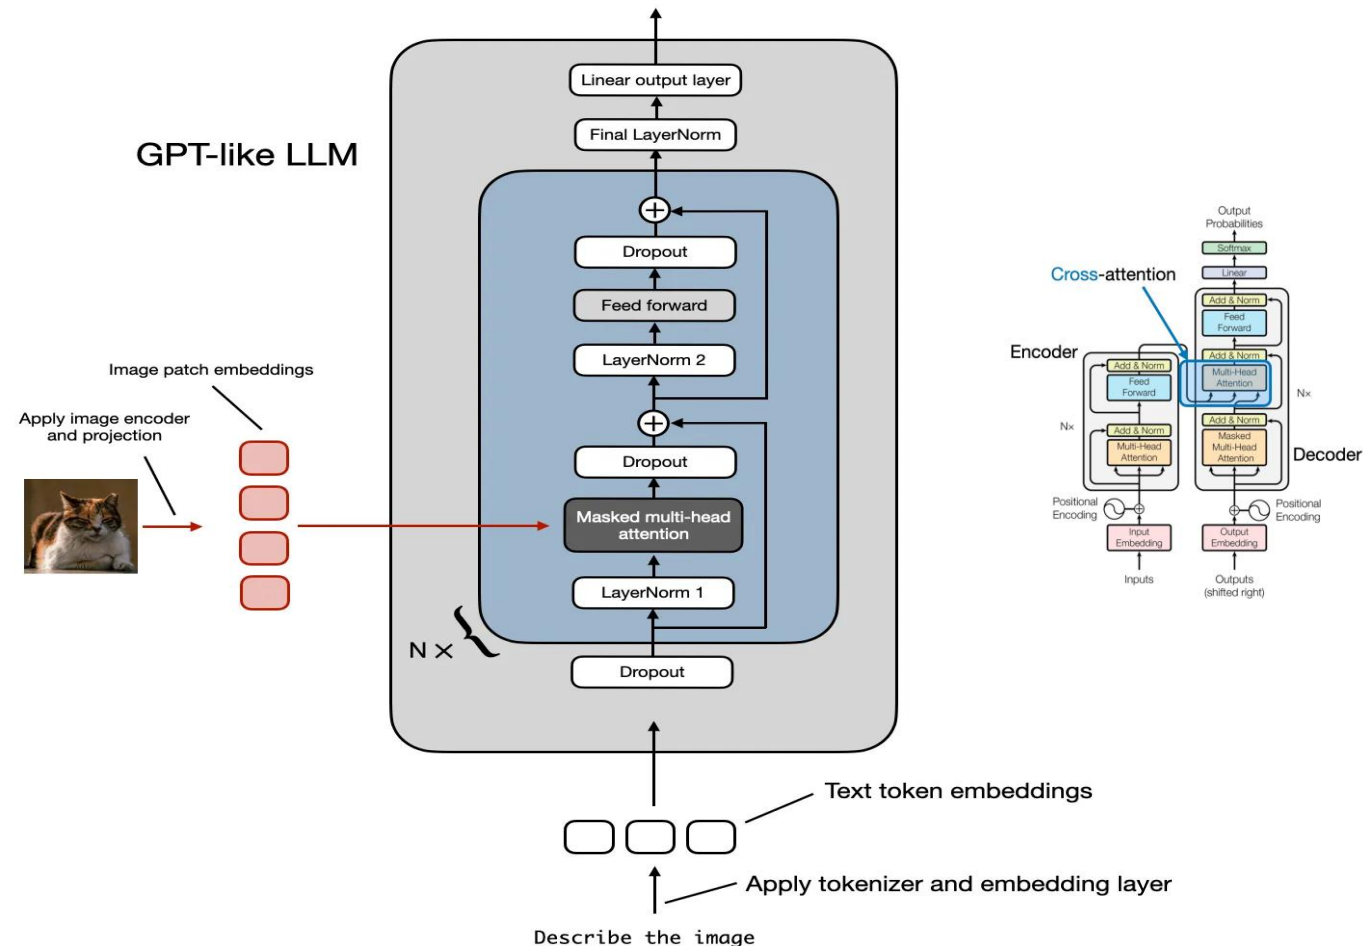 GPT-like LLM
Linear output layer
Final LayerNorm
Dropout
Feed forward
LayerNorm 2
Dropout
Masked multi-head
attention
LayerNorm 1
N ×
Dropout
Image patch embeddings
Apply image encoder
and projection
Text token embeddings
Apply tokenizer and embedding layer
Describe the image
Output
Probabilities
Softmax
Linear
Cross-attention
Add & Norm
Feed
Forward
Add & Norm
Multi-Head
Attention
N×
Add & Norm
Masked
Multi-Head
Attention
Decoder
Encoder
Add & Norm
Feed
Forward
Nx
Add & Norm
Multi-Head
Attention
Positional
Encoding
Positional
Encoding
Input
Embedding
Output
Embedding
Inputs
Outputs
(shifted right)